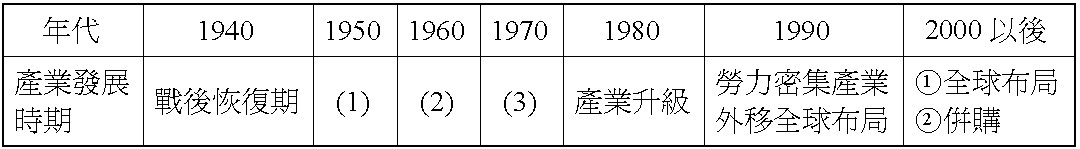 年代 1940 1950 1960 1970 1980 1990 2000 以後
產業發展時期 戰後恢復期 (1) (2) (3) 產業升級 勞力密集產業外移全球布局 ①全球布局 ②併購